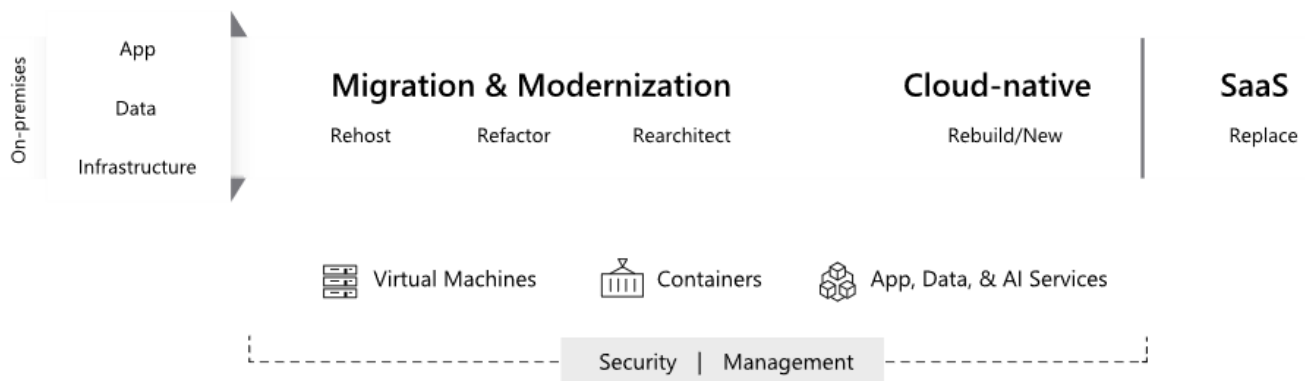 On-premises
App
Data
Infrastructure
Migration & Modernization
Rehost
Refactor
Rearchitect
Cloud-native
Rebuild/New
SaaS
Replace
Virtual Machines
Containers
App, Data, & AI Services
Security | Management